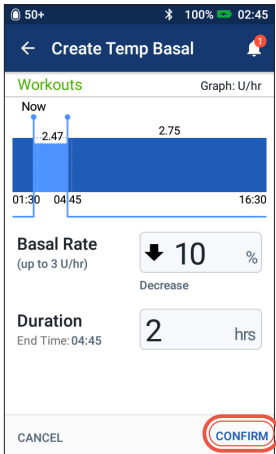 50+ 100% 02:45
Create Temp Basal 1
Workouts Graph: U/hr
Now
2.47 2.75
01:30 04:45 16:30
Basal Rate
(up to 3 U/hr)
10 %
Decrease
Duration
End Time: 04:45
2 hrs
CANCEL CONFIRM